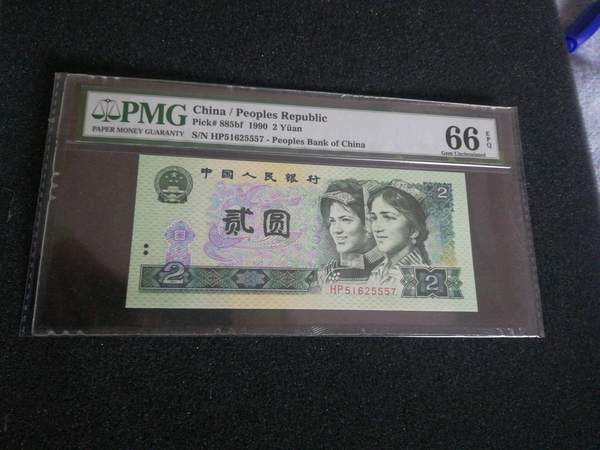 PMG
PAPER MONEY GUARANTY
China / Peoples Republic
Pick# 885bf 1990 2 Yüan
S/N HP51625557 - Peoples Bank of China
66 EPQ
Gem Uncirculated
中国人民银行
贰圆
2
2
2
HP51625557